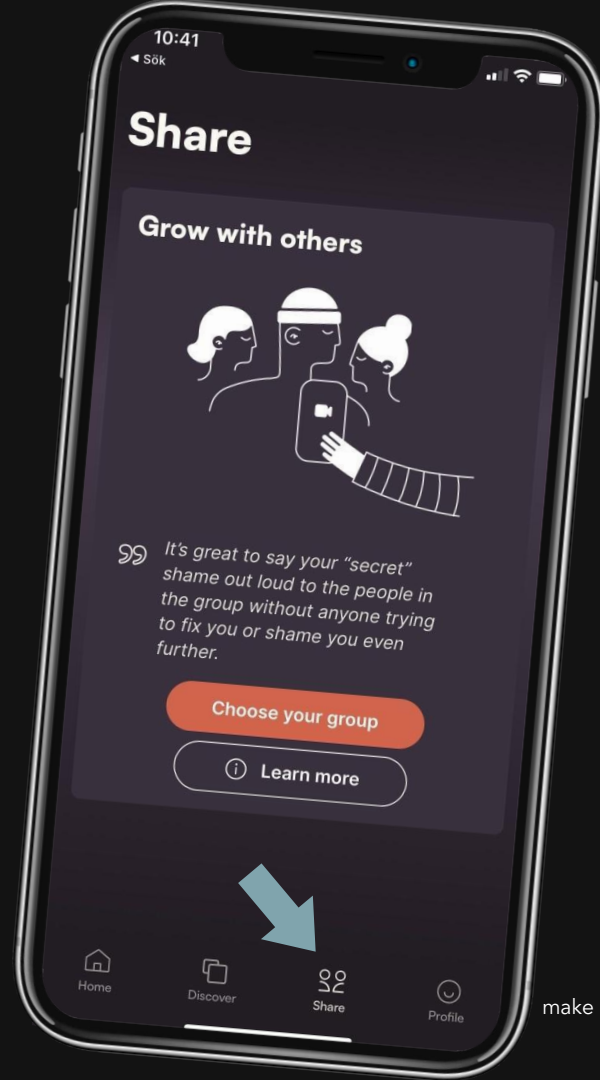 10:41
◀ Sök
Share
Grow with others
It's great to say your “secret”
shame out loud to the people in
the group without anyone trying
to fix you or shame you even
further.
Choose your group
Learn more
Home
Discover
Share
Profile
make